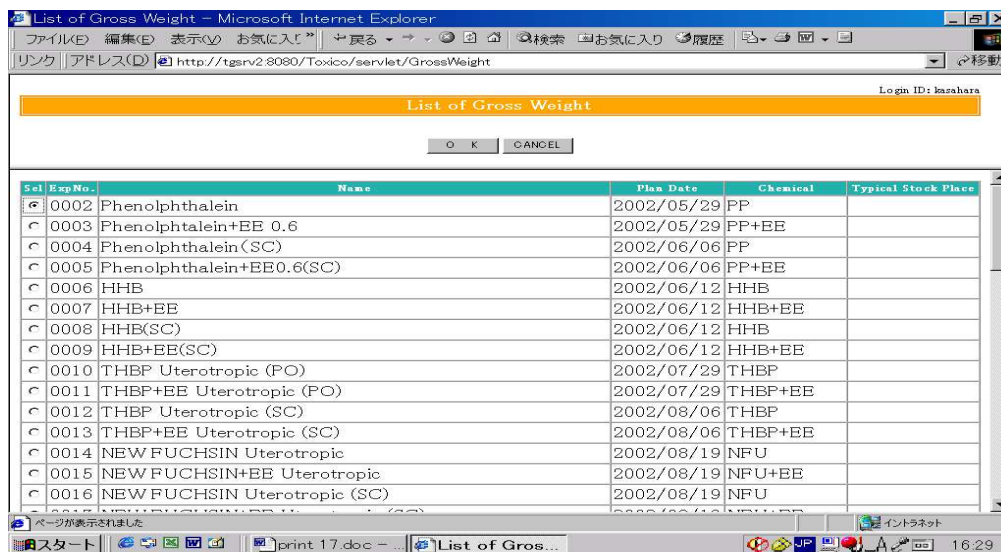 List of Gross Weight - Microsoft Internet Explorer
ファイル(F) 編集(E) 表示(V) お気に入り » 戻る 検索 お気に入り 履歴
リンク アドレス(D) http://tgsrv2:8080/Toxico/servlet/GrossWeight 移動
Login ID: kasahara
List of Gross Weight
O K CANCEL
Sel ExpNo. Name Plan Date Chemical Typical Stock Place
0002 Phenolphthalein 2002/05/29 PP
0003 Phenolphtalein+EE 0.6 2002/05/29 PP+EE
0004 Phenolphthalein(SC) 2002/06/06 PP
0005 Phenolphthalein+EE0.6(SC) 2002/06/06 PP+EE
0006 HHB 2002/06/12 HHB
0007 HHB+EE 2002/06/12 HHB+EE
0008 HHB(SC) 2002/06/12 HHB
0009 HHB+EE(SC) 2002/06/12 HHB+EE
0010 THBP Uterotropic (PO) 2002/07/29 THBP
0011 THBP+EE Uterotropic (PO) 2002/07/29 THBP+EE
0012 THBP Uterotropic (SC) 2002/08/06 THBP
0013 THBP+EE Uterotropic (SC) 2002/08/06 THBP+EE
0014 NEW FUCHSIN Uterotropic 2002/08/19 NFU
0015 NEW FUCHSIN+EE Uterotropic 2002/08/19 NFU+EE
0016 NEW FUCHSIN Uterotropic (SC) 2002/08/19 NFU
ページが表示されました イントラネット
スタート print 17.doc - ... List of Gros... JP A 16:29